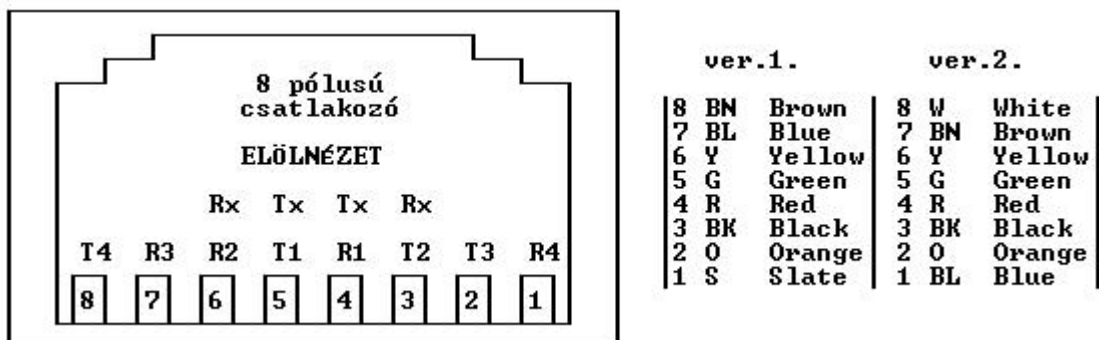 8 pólusú
csatlakozó
ELÖLNÉZET
Rx Tx Tx Rx
T4 R3 R2 T1 R1 T2 T3 R4
8 7 6 5 4 3 2 1
ver.1. ver.2.
8 BN Brown 8 W White
7 BL Blue 7 BN Brown
6 Y Yellow 6 Y Yellow
5 G Green 5 G Green
4 R Red 4 R Red
3 BK Black 3 BK Black
2 O Orange 2 O Orange
1 S Slate 1 BL Blue